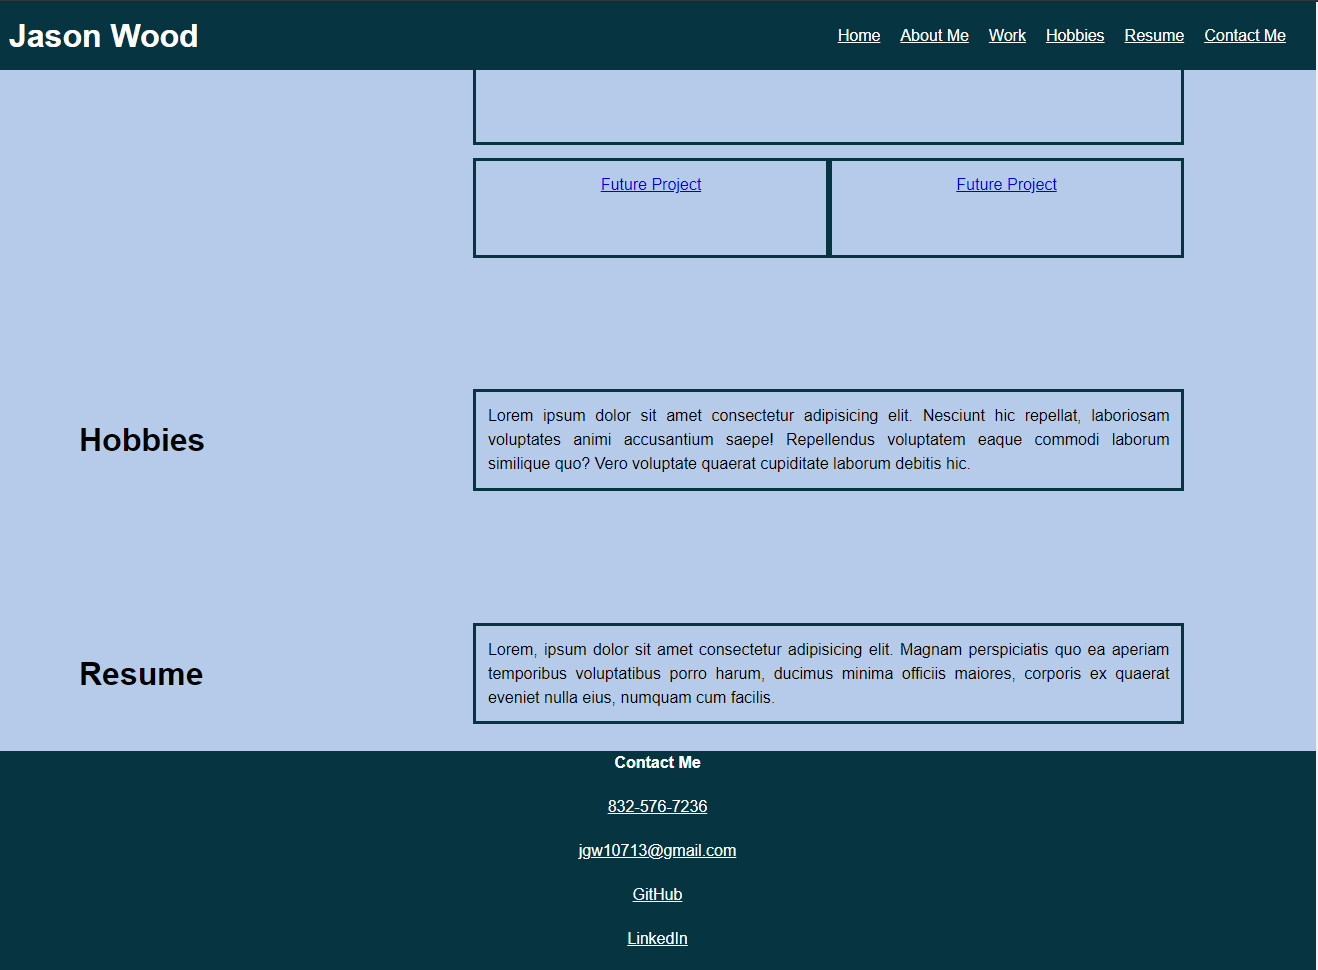 Jason Wood
Home About Me Work Hobbies Resume Contact Me
Future Project
Future Project
Hobbies
Lorem ipsum dolor sit amet consectetur adipisicing elit. Nesciunt hic repellat, laboriosam
voluptates animi accusantium saepe! Repellendus voluptatem eaque commodi laborum
similique quo? Vero voluptate quaerat cupiditate laborum debitis hic.
Resume
Lorem, ipsum dolor sit amet consectetur adipisicing elit. Magnam perspiciatis quo ea aperiam
temporibus voluptatibus porro harum, ducimus minima officiis maiores, corporis ex quaerat
eveniet nulla eius, numquam cum facilis.
Contact Me
832-576-7236
jgw10713@gmail.com
GitHub
LinkedIn